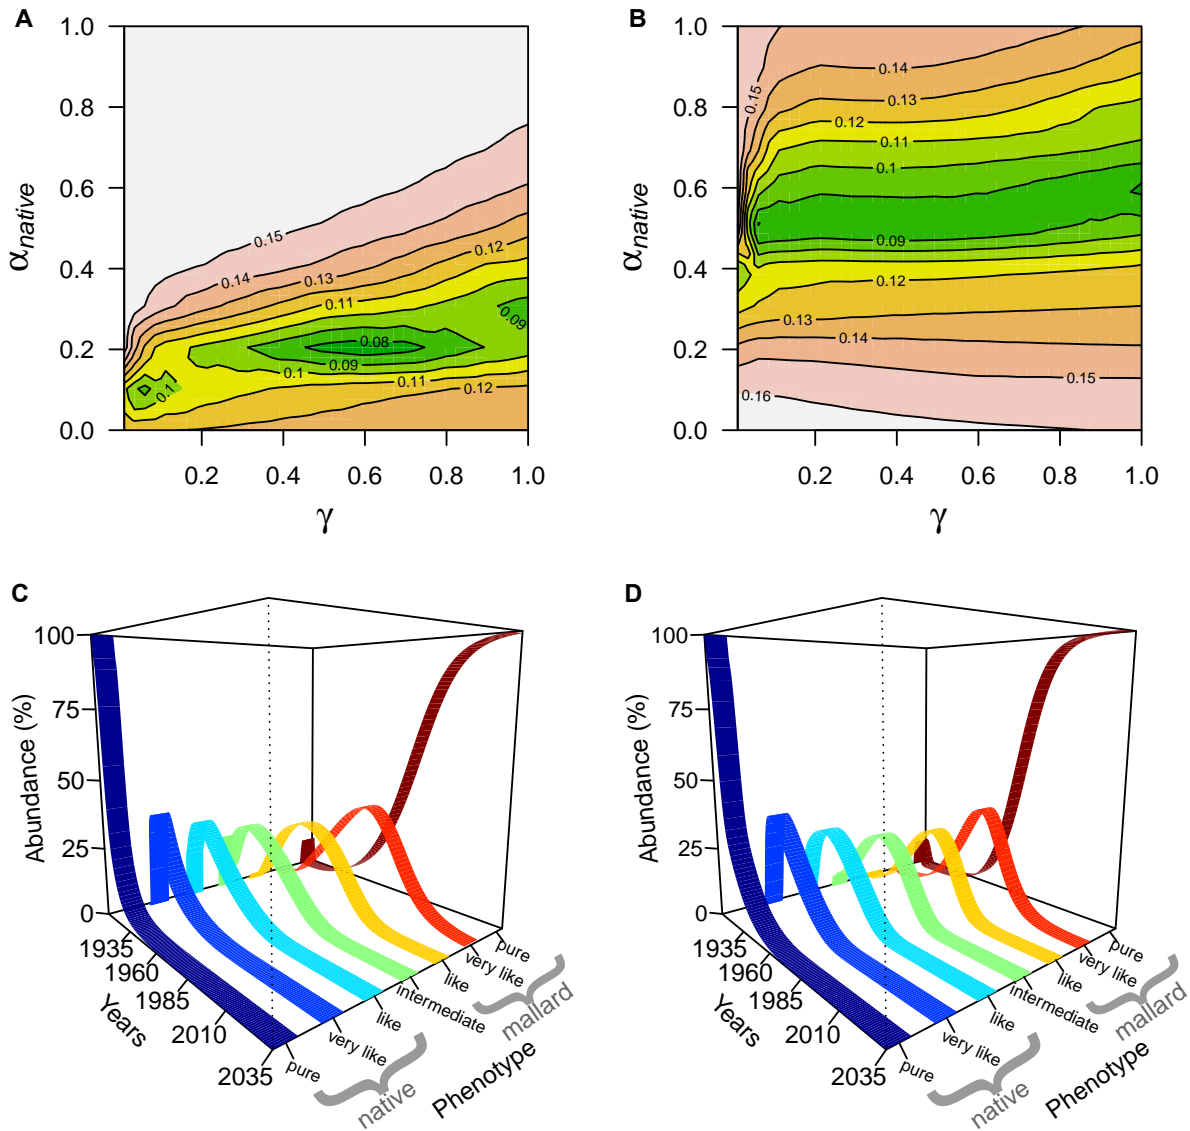 A
1.0
0.8
0.6
0.4
0.2
0.0
αnative
0.15
0.14
0.13
0.12
0.11
0.09
0.08
0.09
0.1
0.1
0.11
0.12
0.2
0.4
0.6
0.8
1.0
γ
B
1.0
0.8
0.6
0.4
0.2
0.0
αnative
0.15
0.14
0.13
0.12
0.11
0.1
0.09
0.12
0.13
0.14
0.15
0.16
0.2
0.4
0.6
0.8
1.0
γ
C
100
75
50
25
0
Abundance (%)
1935
1960
1985
2010
2035
Years
pure
very like
like
intermediate
like
very like
pure
native
mallard
Phenotype
D
100
75
50
25
0
Abundance (%)
1935
1960
1985
2010
2035
Years
pure
very like
like
intermediate
like
very like
pure
native
mallard
Phenotype